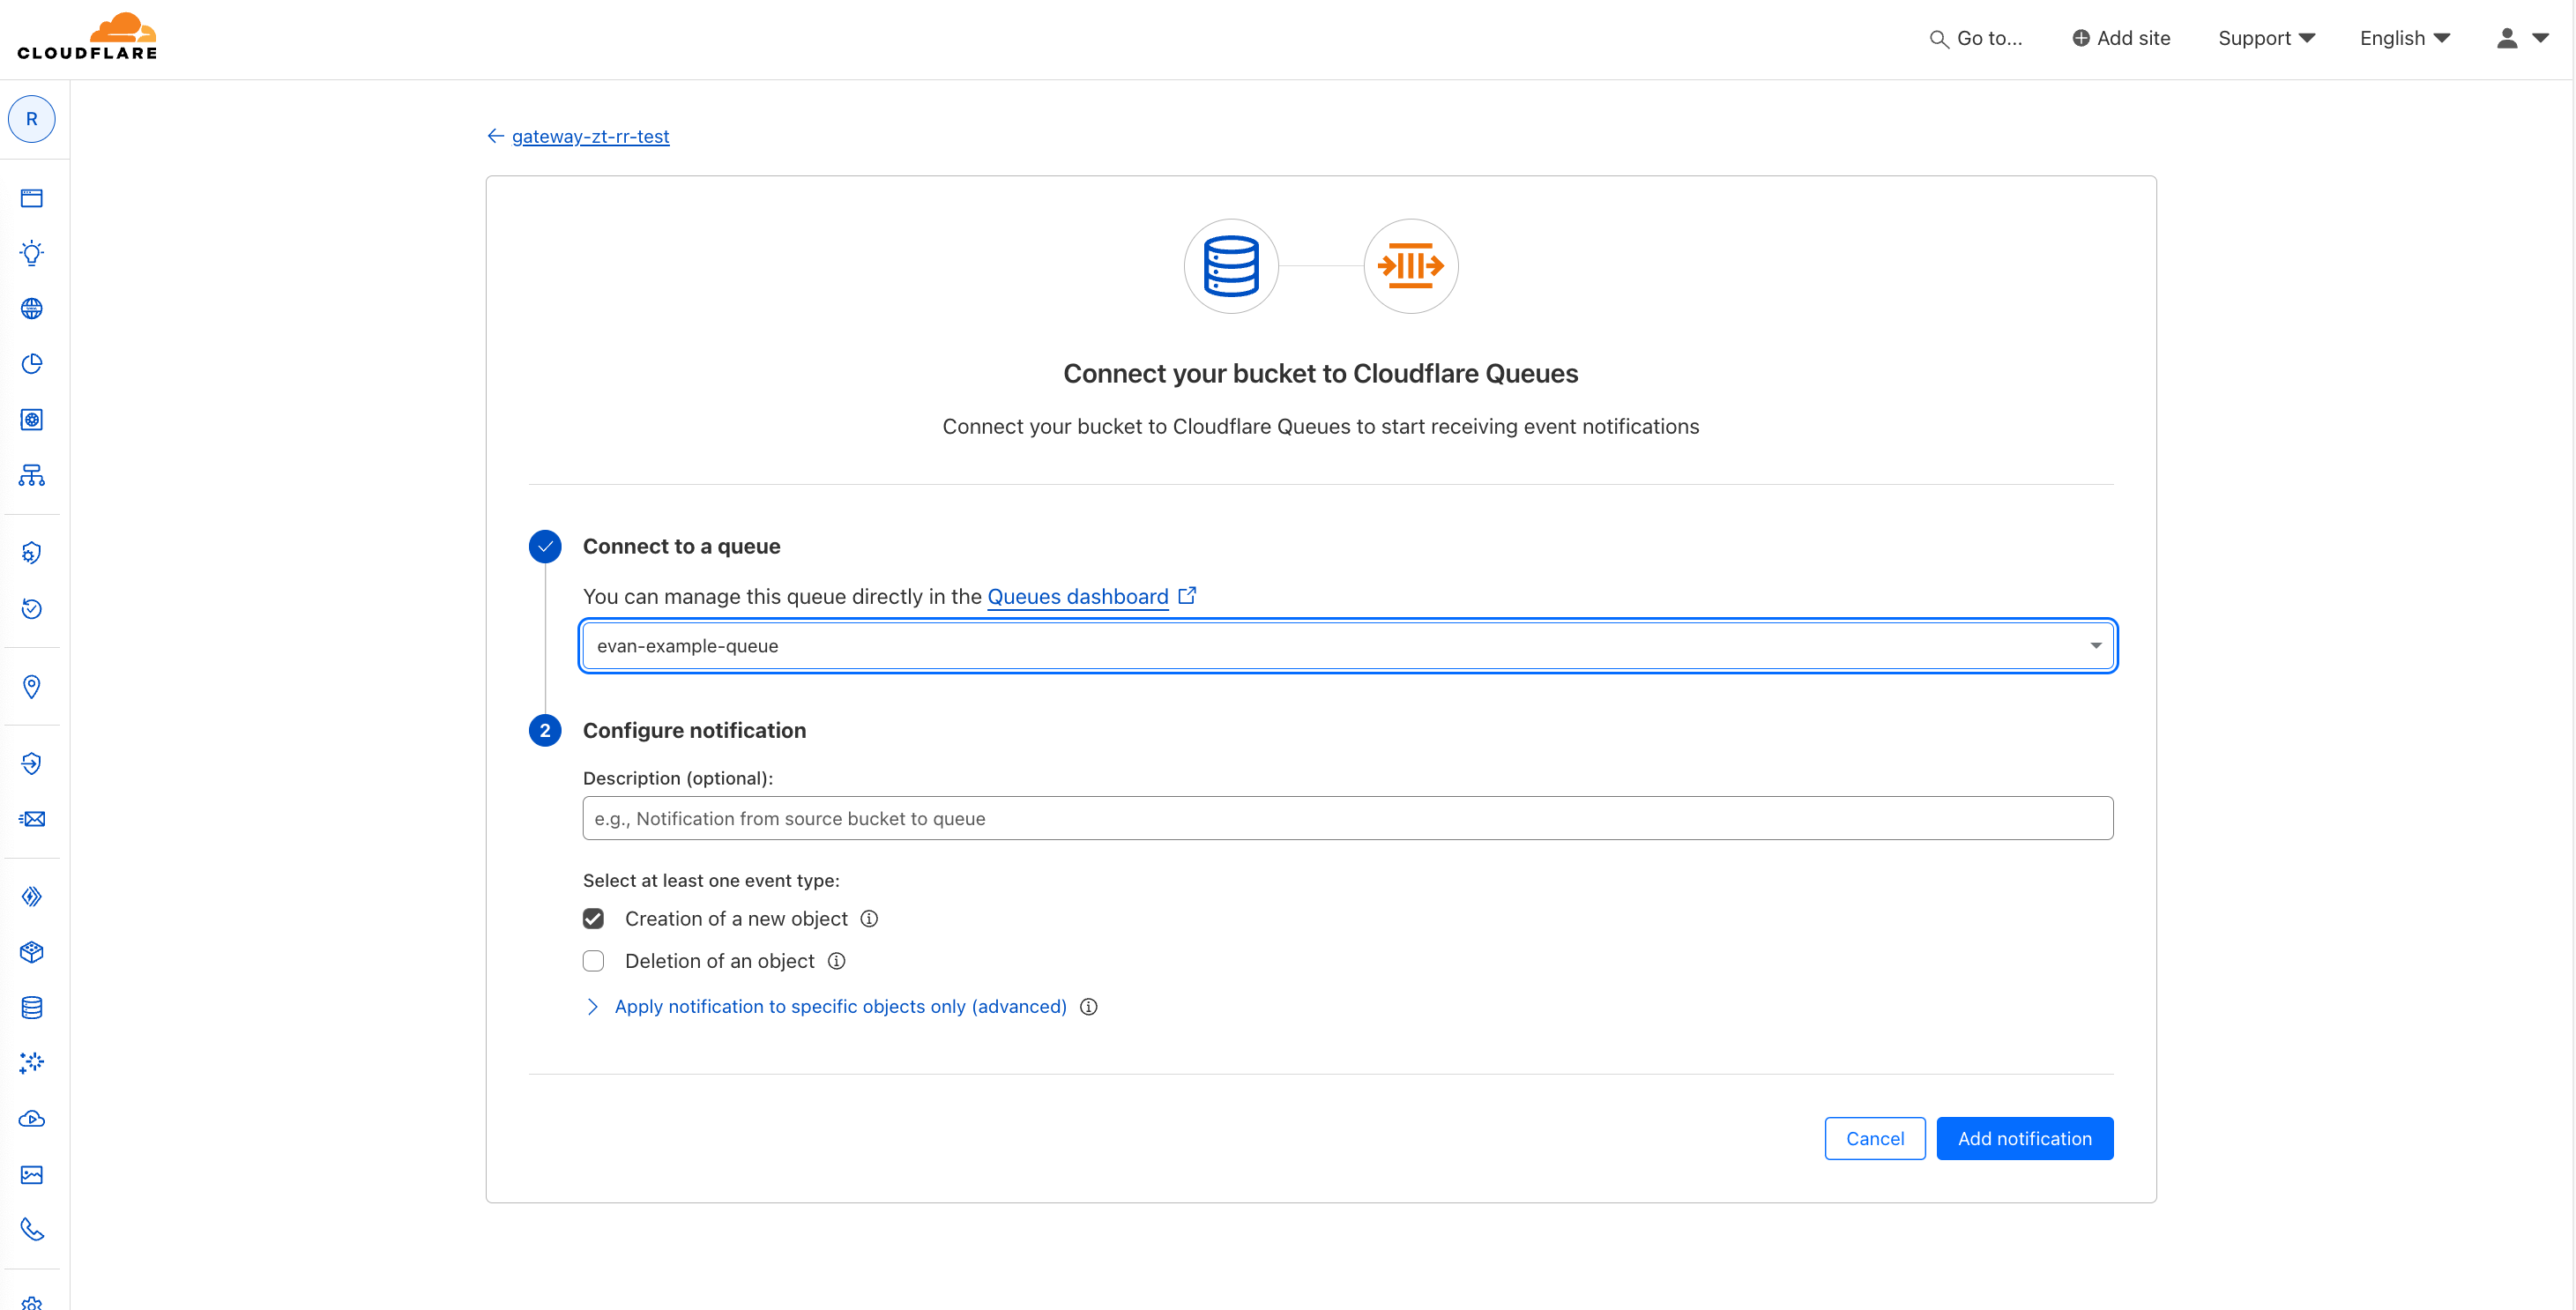 CLOUDFLARE
Go to...
Add site
Support
English
R
gateway-zt-rr-test
Connect your bucket to Cloudflare Queues
Connect your bucket to Cloudflare Queues to start receiving event notifications
Connect to a queue
You can manage this queue directly in the Queues dashboard
evan-example-queue
2 Configure notification
Description (optional):
e.g., Notification from source bucket to queue
Select at least one event type:
Creation of a new object
Deletion of an object
Apply notification to specific objects only (advanced)
Cancel
Add notification